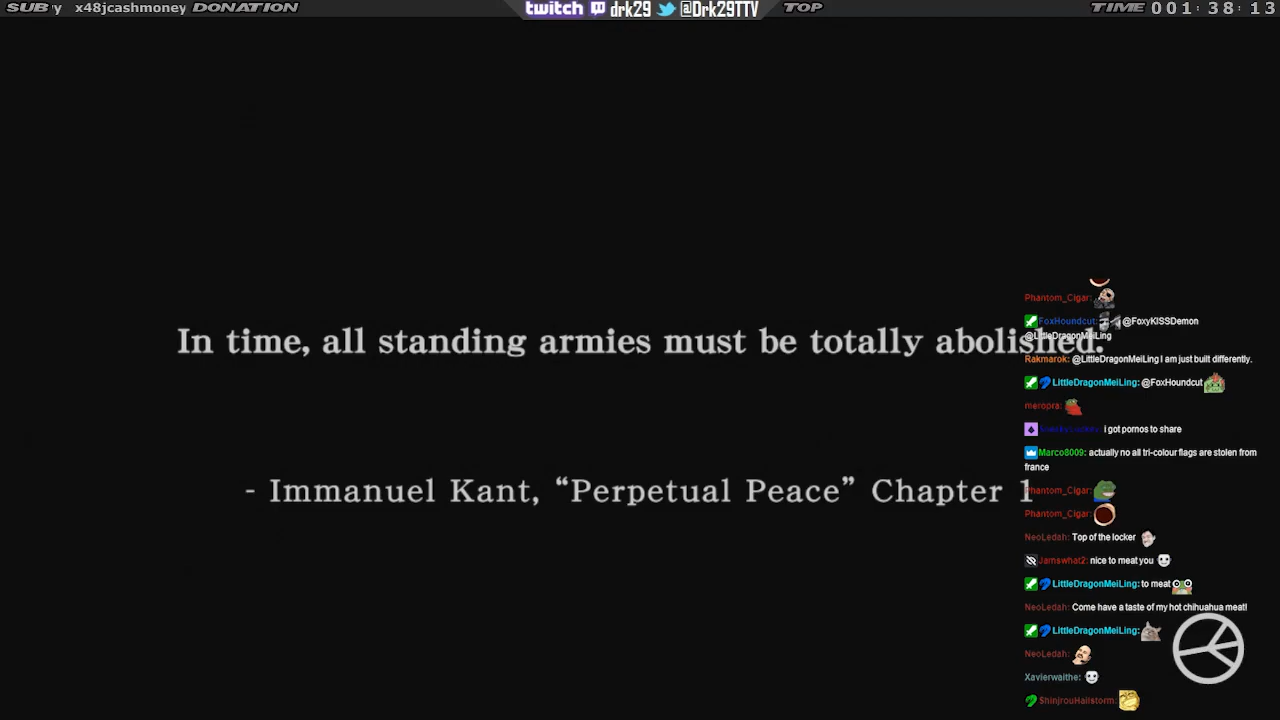 SUB y x48jcashmoney DONATION twitch drk29 @Drk29TTV TOP TIME 001:38:13
In time, all standing armies must be totally abolished.
- Immanuel Kant, “Perpetual Peace” Chapter 1
Phantom_Cigar:
FoxHoundcut: @FoxyKISSDemon
@LittleDragonMeiLing
Rakmarok: @LittleDragonMeiLing I am just built differently.
LittleDragonMeiLing: @FoxHoundcut
meropra:
i got pornos to share
Marco8009: actually no all tri-colour flags are stolen from
france
Phantom_Cigar:
Phantom_Cigar:
NeoLedah: Top of the locker
Jamswhat2: nice to meat you
LittleDragonMeiLing: to meat
NeoLedah: Come have a taste of my hot chihuahua meat!
LittleDragonMeiLing:
NeoLedah:
Xavierwaithe:
ShinjrouHailstorm: